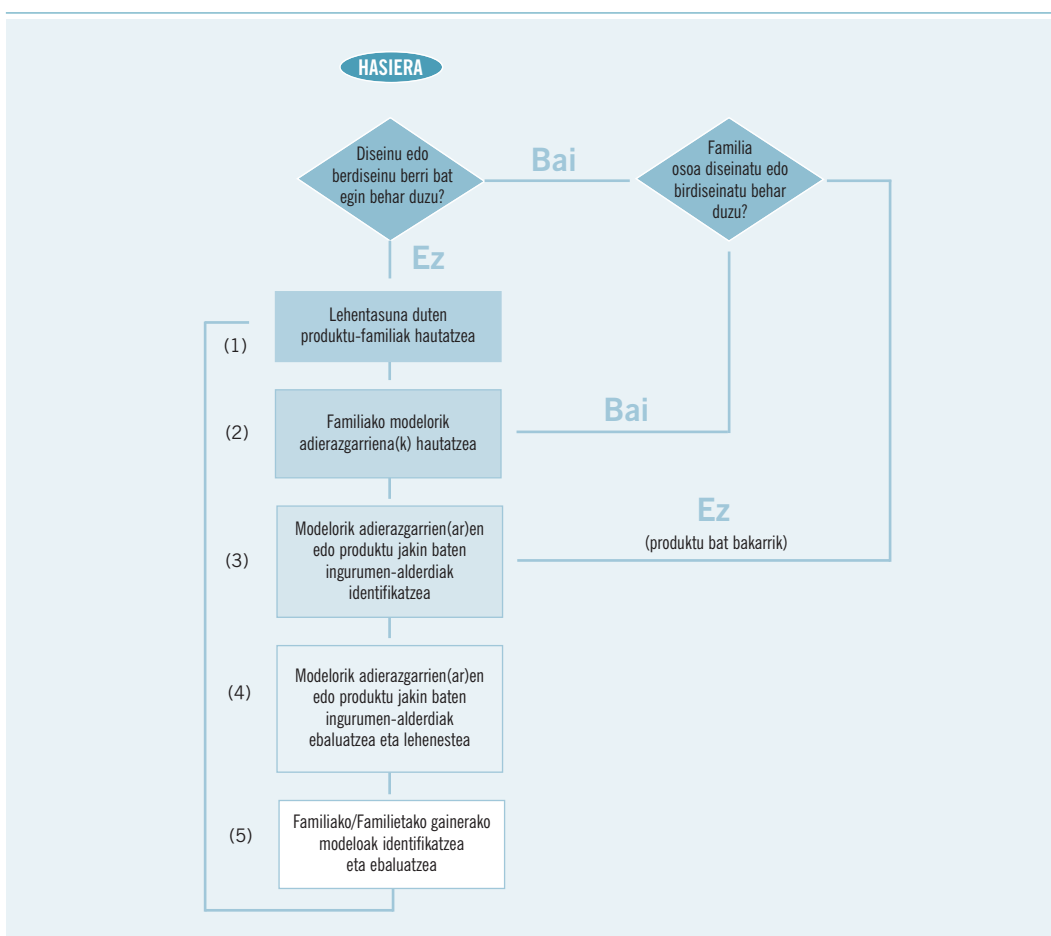 HASIERA
Diseinu edo
berdiseinu berri bat
egin behar duzu?
Bai
Familia
osoa diseinatu edo
birdiseinatu behar
duzu?
Ez
(1)
Lehentasuna duten
produktu-familiak hautatzea
(2)
Familiako modelorik
adierazgarriena(k) hautatzea
Bai
(3)
Modelorik adierazgarrien(ar)en
edo produktu jakin baten
ingurumen-alderdiak
identifikatzea
Ez
(produktu bat bakarrik)
(4)
Modelorik adierazgarrien(ar)en
edo produktu jakin baten
ingurumen-alderdiak
ebaluatzea eta lehenestea
(5)
Familiako/Familietako gainerako
modeloak identifikatzea
eta ebaluatzea